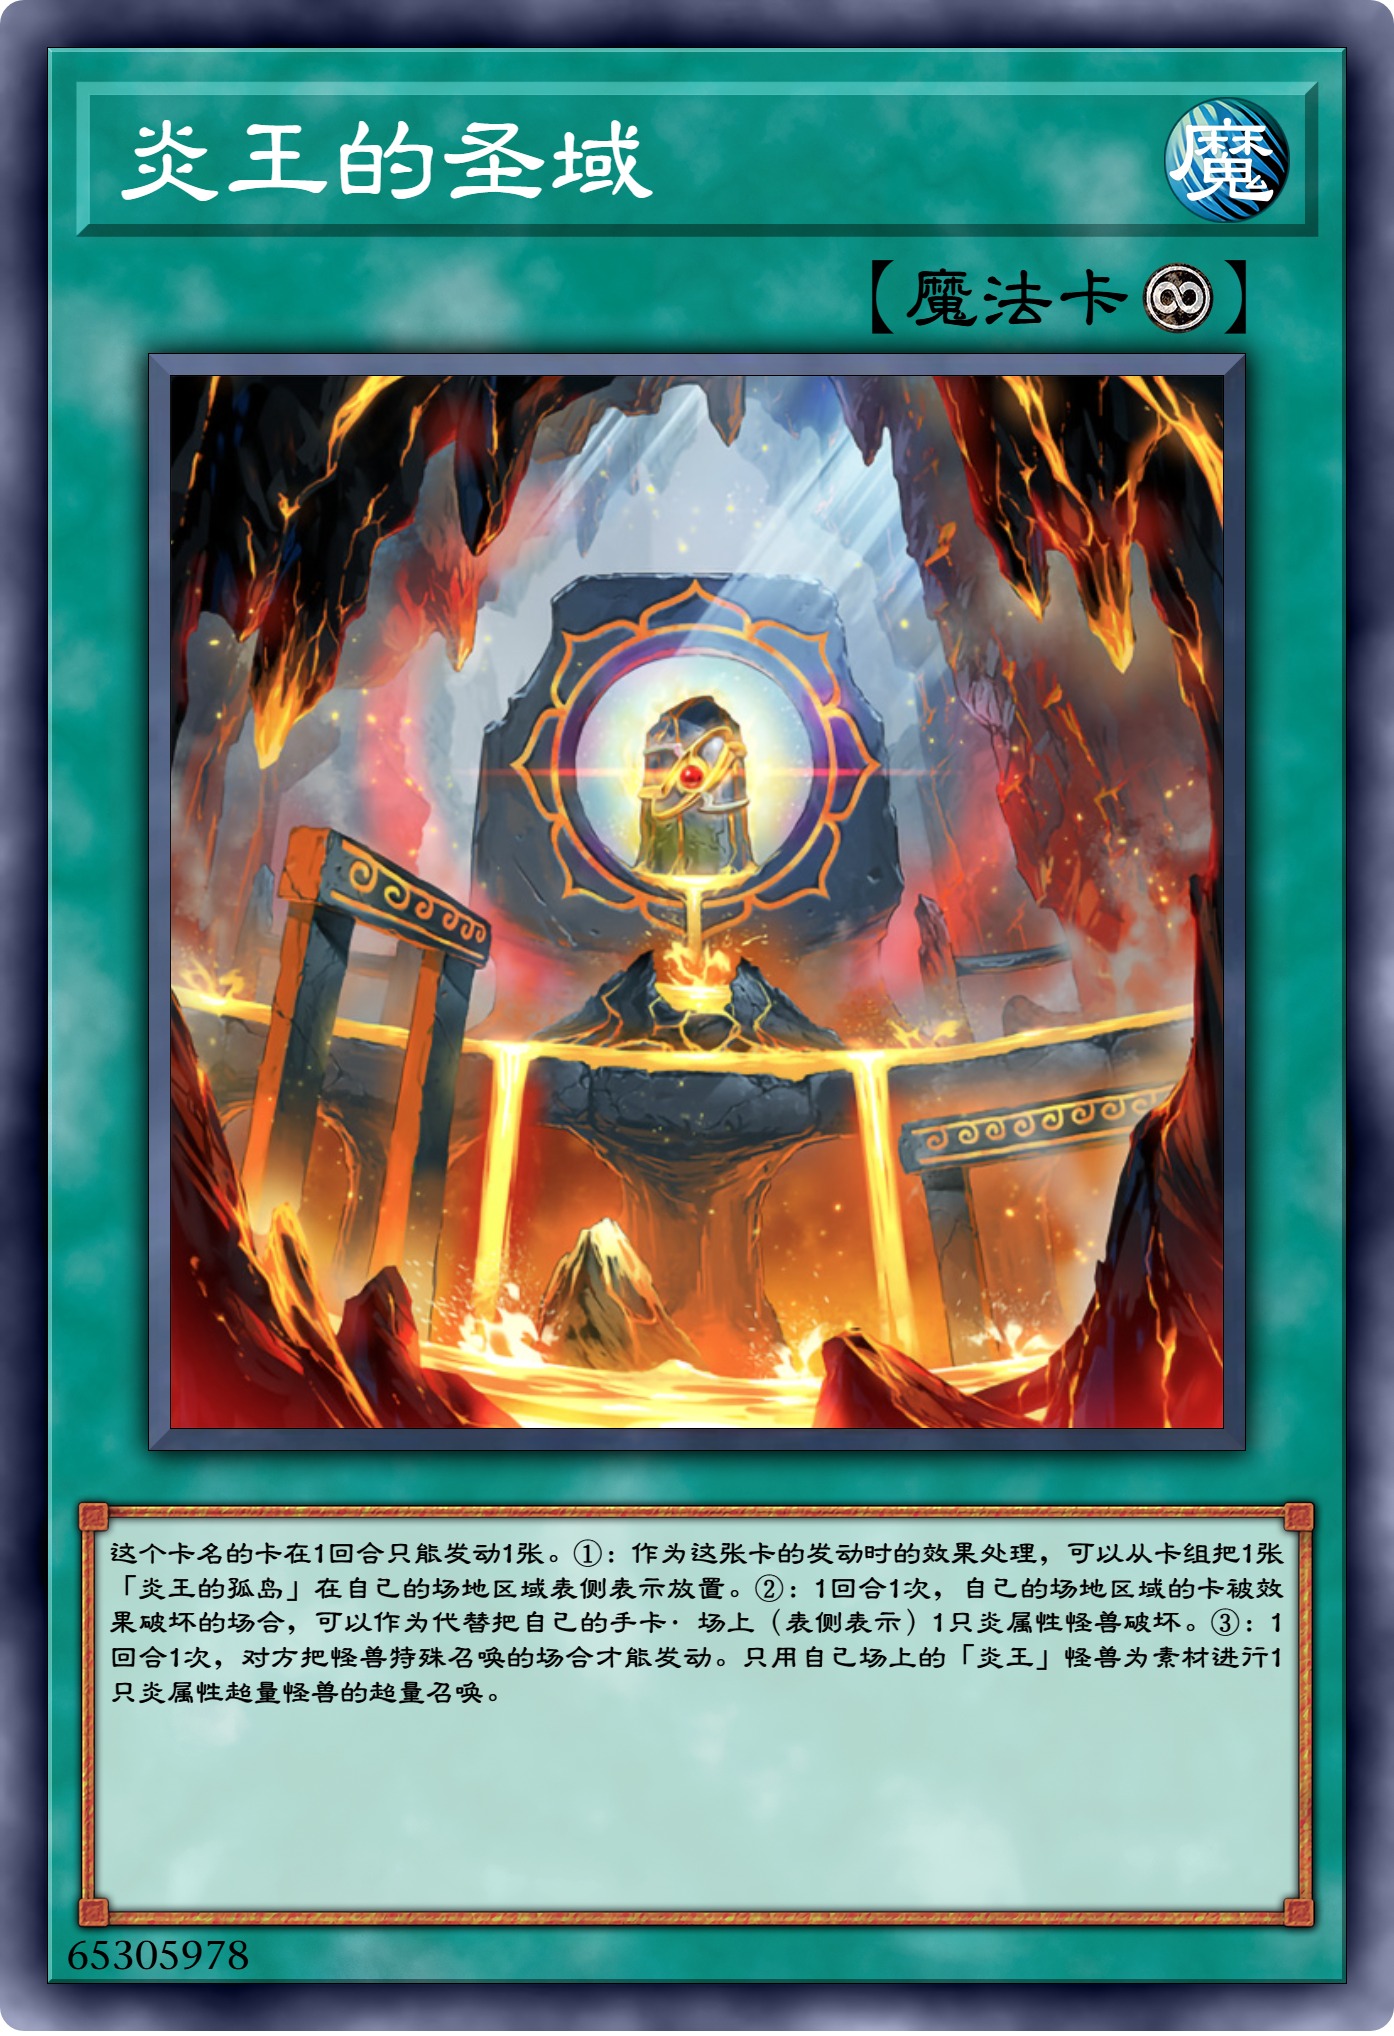 炎王的圣域
魔
【魔法卡】
这个卡名的卡在1回合只能发动1张。①：作为这张卡的发动时的效果处理，可以从卡组把1张
「炎王的孤岛」在自己的场地区域表侧表示放置。②：1回合1次，自己的场地区域的卡被效
果破坏的场合，可以作为代替把自己的手卡·场上（表侧表示）1只炎属性怪兽破坏。③：1
回合1次，对方把怪兽特殊召唤的场合才能发动。只用自己场上的「炎王」怪兽为素材进行1
只炎属性超量怪兽的超量召唤。
65305978